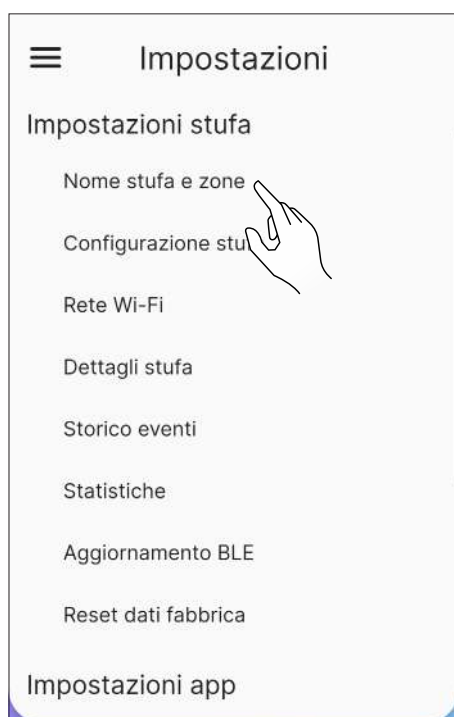 Impostazioni
Impostazioni stufa
Nome stufa e zone
Configurazione
Rete Wi-Fi
Dettagli stufa
Storico eventi
Statistiche
Aggiornamento BLE
Reset dati fabbrica
Impostazioni app